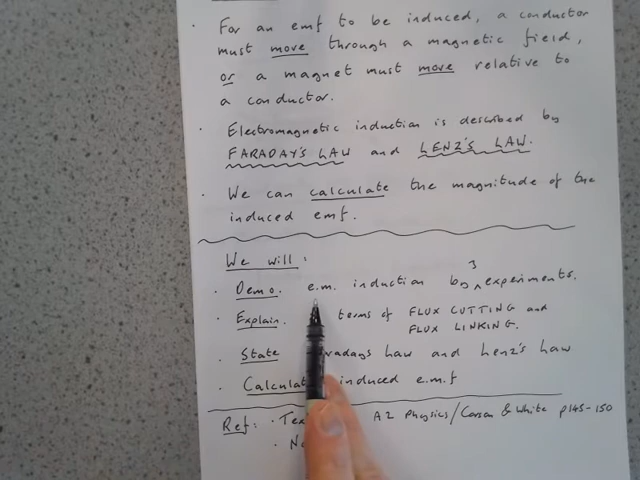 · For an emf to be induced, a conductor
must move through a magnetic field,
or a magnet must move relative to
a conductor.
· Electromagnetic induction is described by
FARADAY'S LAW and LENZ'S LAW.
· We can calculate the magnitude of the
induced emf.
We will:
· Demo. e.m. induction by 3 experiments.
· Explain. terms of FLUX CUTTING and
FLUX LINKING.
· State Law and Lenz's Law
· induced e.m.f
Ref: · A2 Physics/Carson & White p145-150